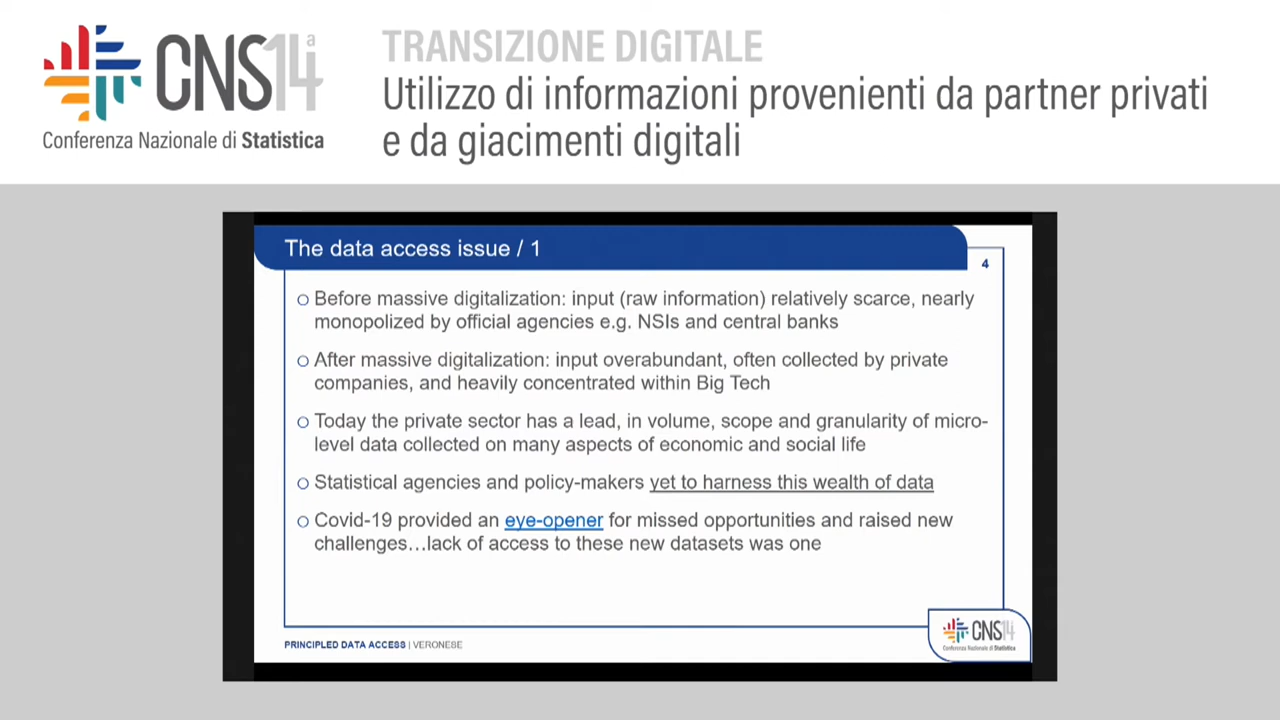 CNS14ª
Conferenza Nazionale di Statistica
TRANSIZIONE DIGITALE
Utilizzo di informazioni provenienti da partner privati
e da giacimenti digitali
The data access issue / 1
4
Before massive digitalization: input (raw information) relatively scarce, nearly
monopolized by official agencies e.g. NSIs and central banks
After massive digitalization: input overabundant, often collected by private
companies, and heavily concentrated within Big Tech
Today the private sector has a lead, in volume, scope and granularity of micro-
level data collected on many aspects of economic and social life
Statistical agencies and policy-makers yet to harness this wealth of data
Covid-19 provided an eye-opener for missed opportunities and raised new
challenges…lack of access to these new datasets was one
PRINCIPLED DATA ACCESS | VERONESE
CNS14
Conferenza Nazionale di Statistica